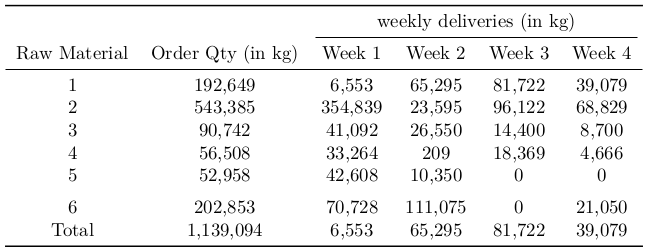 weekly deliveries (in kg)
Raw Material Order Qty (in kg) Week 1 Week 2 Week 3 Week 4
1 192,649 6,553 65,295 81,722 39,079
2 543,385 354,839 23,595 96,122 68,829
3 90,742 41,092 26,550 14,400 8,700
4 56,508 33,264 209 18,369 4,666
5 52,958 42,608 10,350 0 0
6 202,853 70,728 111,075 0 21,050
Total 1,139,094 6,553 65,295 81,722 39,079